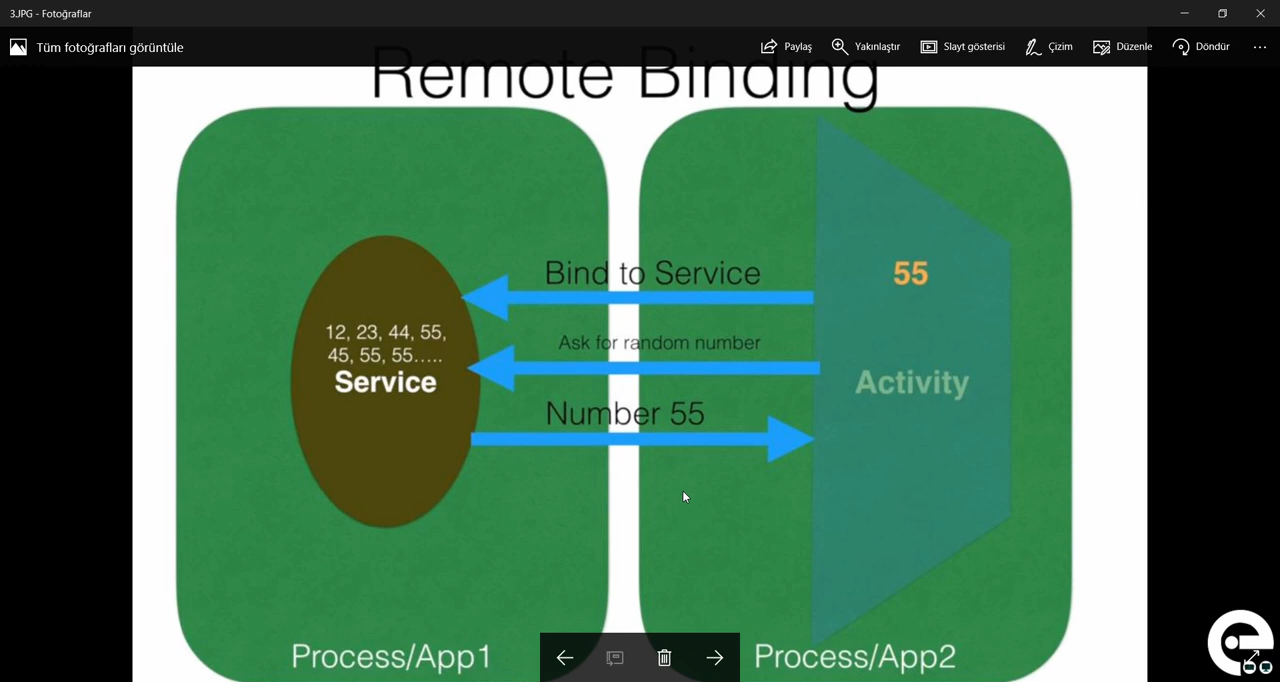 3.JPG - Fotoğraflar
Tüm fotoğrafları görüntüle
Paylaş
Yakınlaştır
Slayt gösterisi
Çizim
Düzenle
Döndür
Remote Binding
Bind to Service
55
12, 23, 44, 55,
45, 55, 55.....
Service
Ask for random number
Activity
Number 55
Process/App1
Process/App2